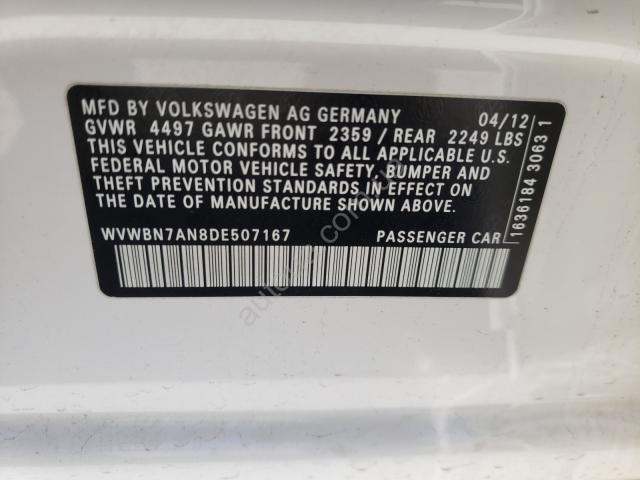 MFD BY VOLKSWAGEN AG GERMANY 04/12
GVWR 4497 GAWR FRONT 2359 / REAR 2249 LBS
THIS VEHICLE CONFORMS TO ALL APPLICABLE U.S.
FEDERAL MOTOR VEHICLE SAFETY, BUMPER AND
THEFT PREVENTION STANDARDS IN EFFECT ON
THE DATE OF MANUFACTURE SHOWN ABOVE.
WVWBN7AN8DE507167 PASSENGER CAR
1636184 30631